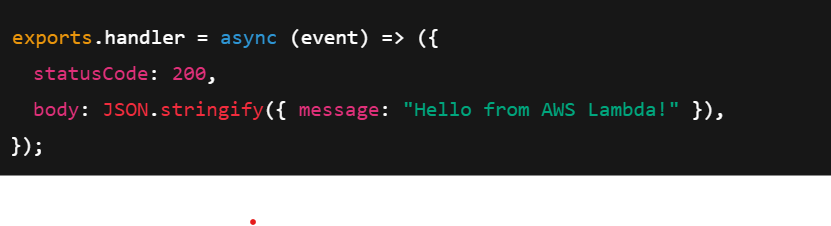 exports.handler = async (event) => ({
  statusCode: 200,
  body: JSON.stringify({ message: "Hello from AWS Lambda!" }),
});